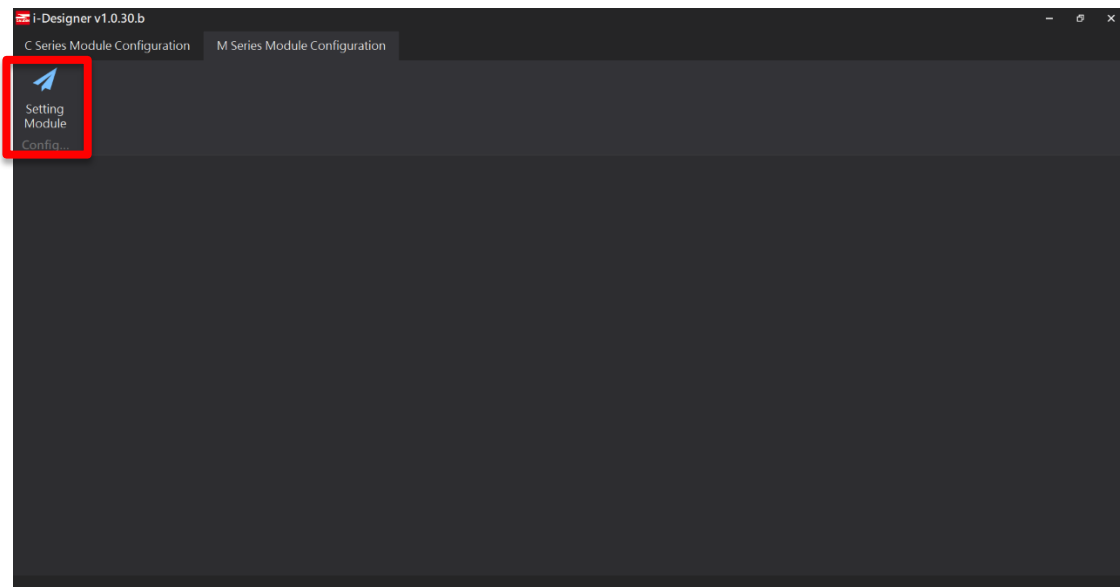 i-Designer v1.0.30.b
C Series Module Configuration M Series Module Configuration
Setting
Module
Config...